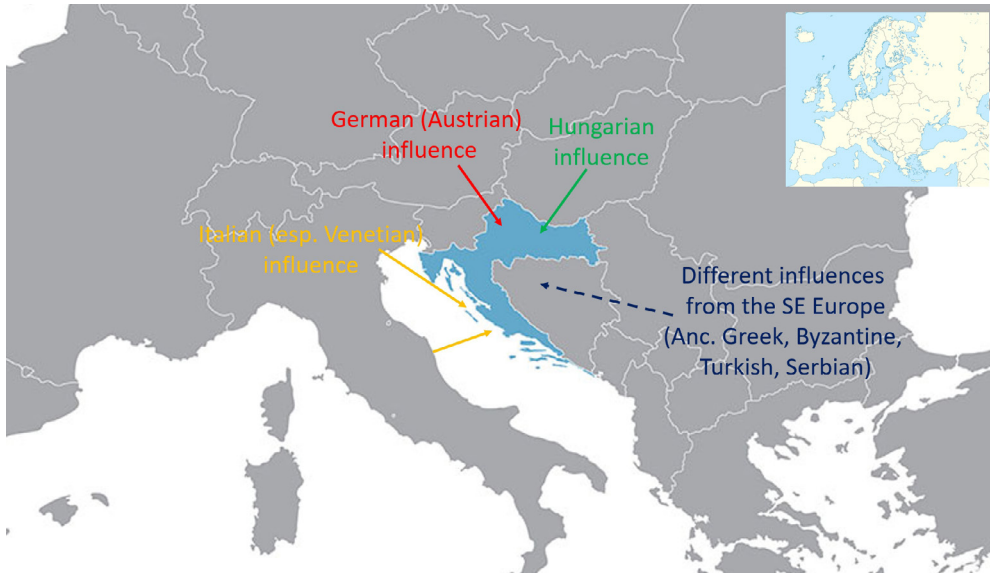 German (Austrian)
influence
Hungarian
influence
Italian (esp. Venetian)
influence
Different influences
from the SE Europe
(Anc. Greek, Byzantine,
Turkish, Serbian)